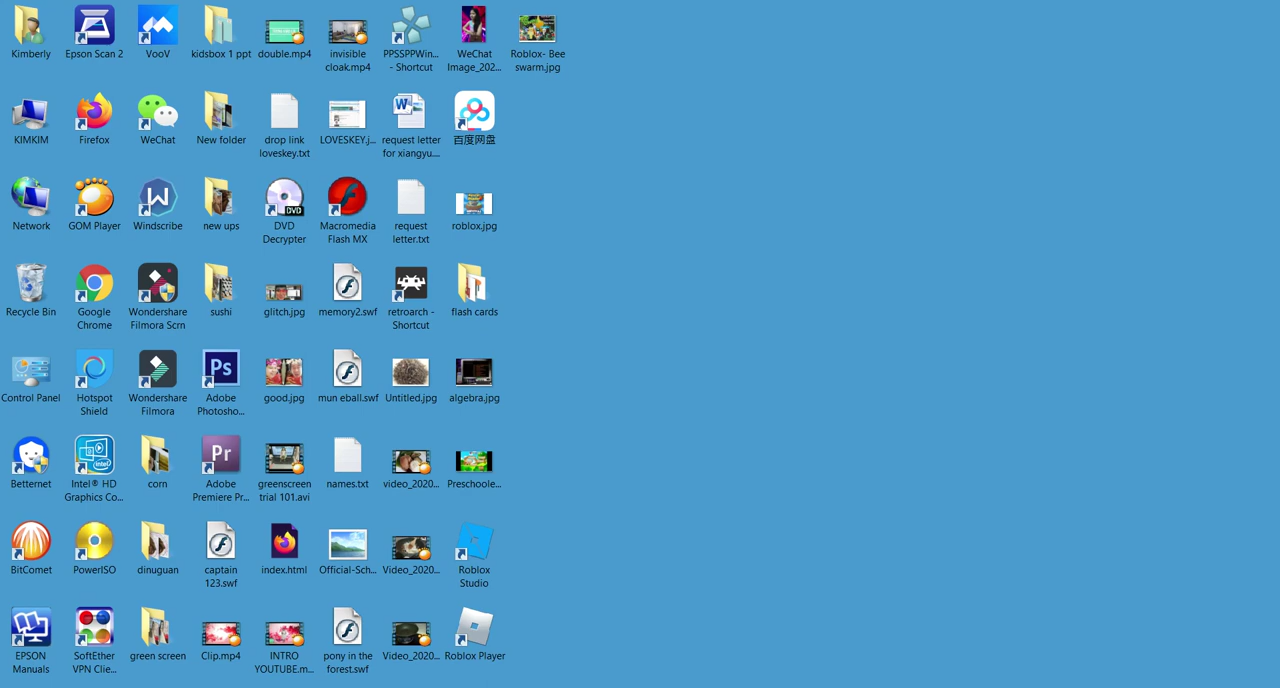 Kimberly
Epson Scan 2
VooV
kidsbox 1 ppt
double.mp4
invisible
cloak.mp4
PPSSPPWin...
- Shortcut
WeChat
Image_202...
Roblox- Bee
swarm.jpg
KIMKIM
Firefox
WeChat
New folder
drop link
loveskey.txt
LOVESKEY.j...
request letter
for xiangyu....
百度网盘
Network
GOM Player
Windscribe
new ups
DVD
DVD
Decrypter
Macromedia
Flash MX
request
letter.txt
roblox.jpg
Recycle Bin
Google
Chrome
Wondershare
Filmora Scrn
sushi
glitch.jpg
memory2.swf
retroarch -
Shortcut
flash cards
Control Panel
Hotspot
Shield
Wondershare
Filmora
Ps
Adobe
Photosho...
good.jpg
mun eball.swf
Untitled.jpg
algebra.jpg
Betternet
intel
Intel® HD
Graphics Co...
corn
Pr
Adobe
Premiere Pr...
greenscreen
trial 101.avi
names.txt
video_2020...
Preschoole...
BitComet
PowerISO
dinuguan
captain
123.swf
index.html
Official-Sch...
Video_2020...
Roblox
Studio
EPSON
Manuals
SoftEther
VPN Clie...
green screen
Clip.mp4
INTRO
YOUTUBE.m...
pony in the
forest.swf
Video_2020...
Roblox Player